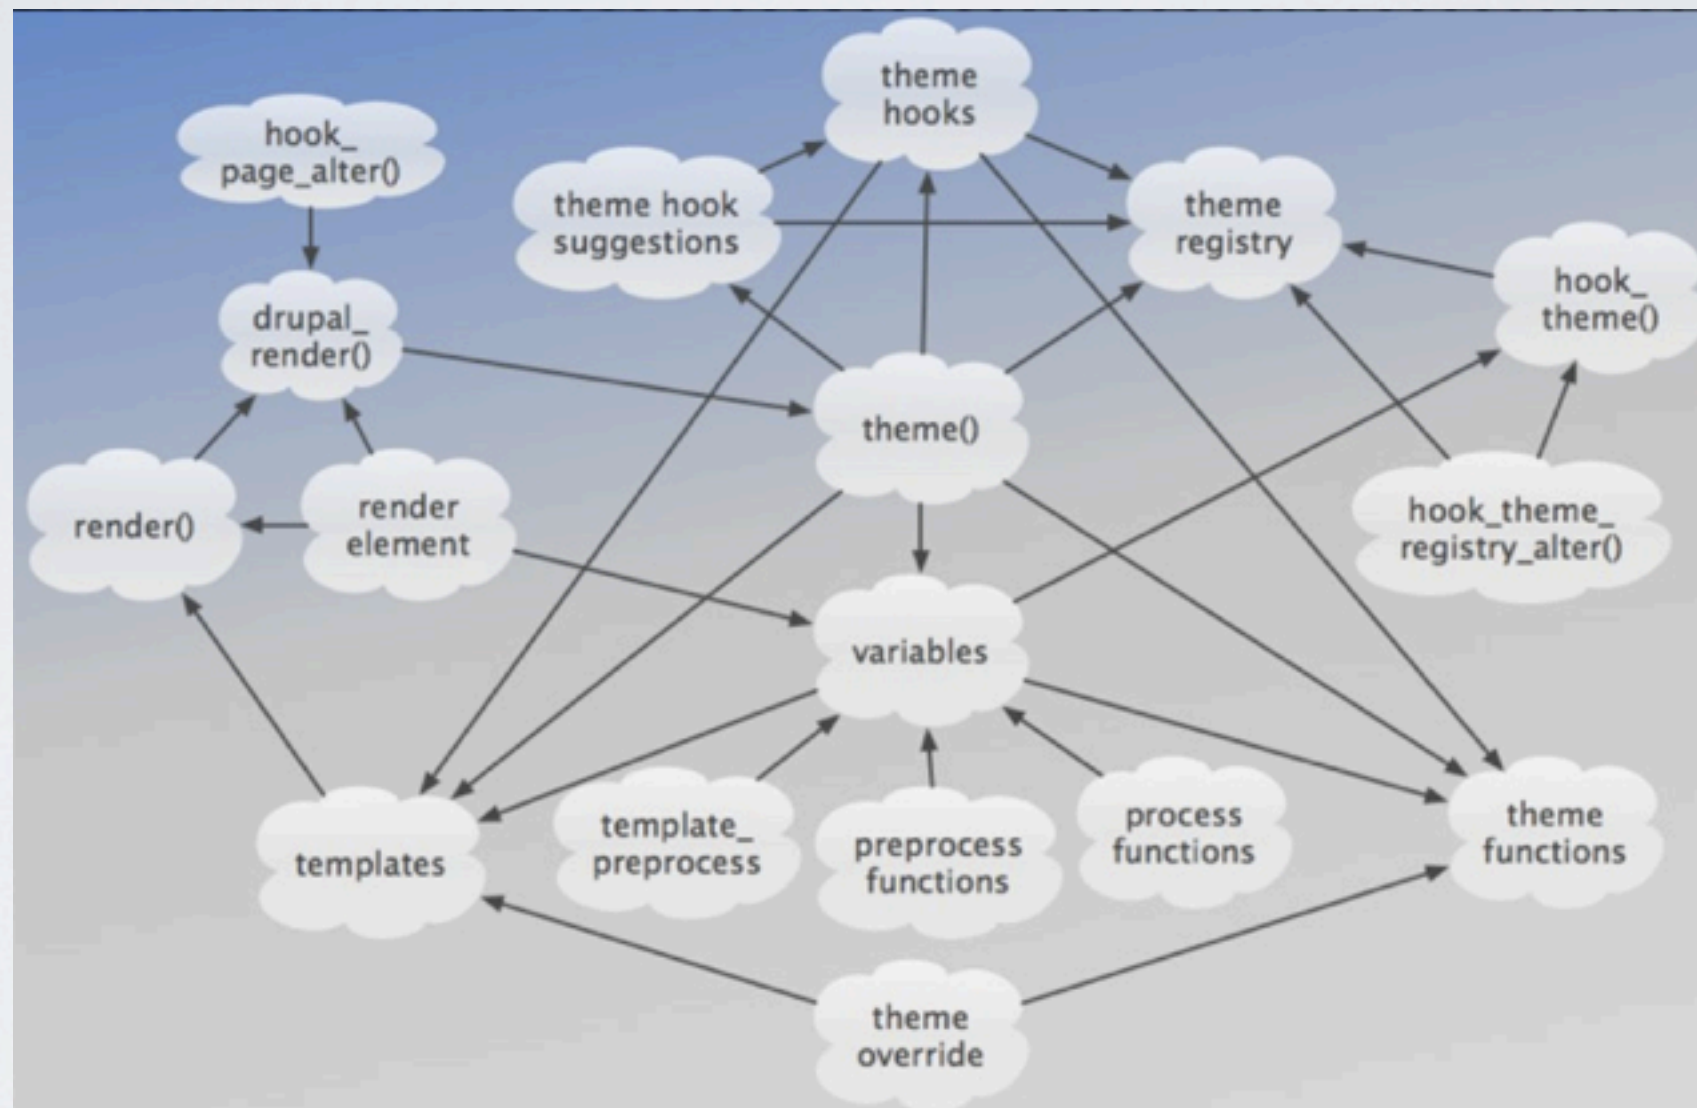 theme
hooks
hook_
page_alter()
theme hook
suggestions
theme
registry
hook_
theme()
drupal_
render()
theme()
render()
render
element
hook_theme_
registry_alter()
variables
templates
template_
preprocess
preprocess
functions
process
functions
theme
functions
theme
override